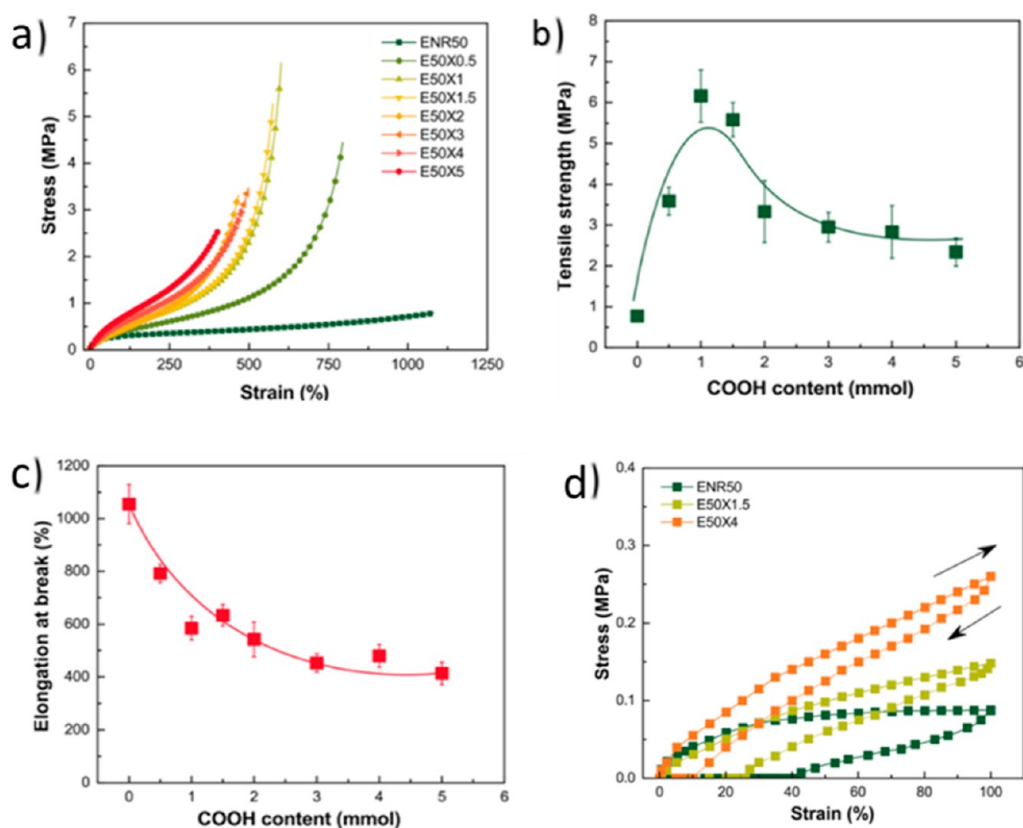 a)
Stress (MPa)
7
6
5
4
3
2
1
0
ENR50
E50X0.5
E50X1
E50X1.5
E50X2
E50X3
E50X4
E50X5
0 250 500 750 1000 1250
Strain (%)
b)
Tensile strength (MPa)
8
7
6
5
4
3
2
1
0
0 1 2 3 4 5 6
COOH content (mmol)
c)
Elongation at break (%)
1200
1000
800
600
400
200
0
0 1 2 3 4 5 6
COOH content (mmol)
d)
Stress (MPa)
0.4
0.3
0.2
0.1
0.0
ENR50
E50X1.5
E50X4
0 20 40 60 80 100
Strain (%)